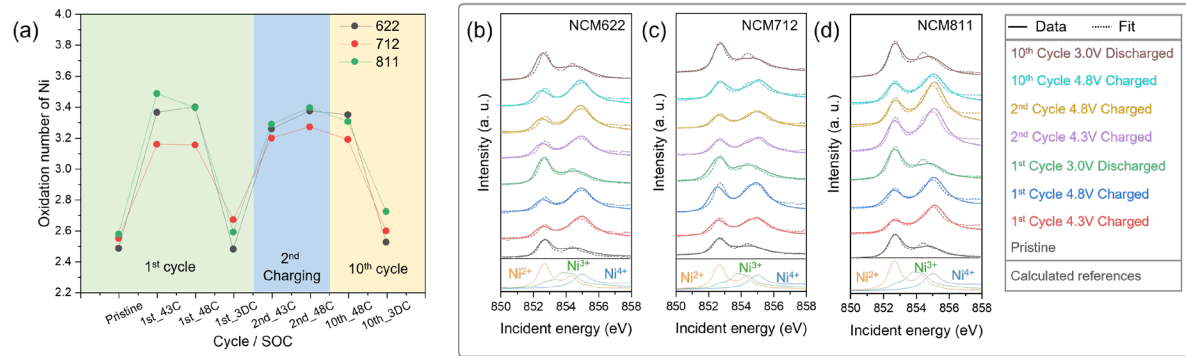 (a)
Oxidation number of Ni
4.0
3.8
3.6
3.4
3.2
3.0
2.8
2.6
2.4
2.2
622
712
811
1st cycle
2nd
Charging
10th cycle
Pristine
1st_43C
1st_48C
1st_3DC
2nd_43C
2nd_48C
10th_48C
10th_3DC
Cycle / SOC
(b)
NCM622
Intensity (a. u.)
Ni2+
Ni3+
Ni4+
850 852 854 856 858
Incident energy (eV)
(c)
NCM712
Intensity (a. u.)
Ni2+
Ni3+
Ni4+
850 852 854 856 858
Incident energy (eV)
(d)
NCM811
Intensity (a. u.)
Ni2+
Ni3+
Ni4+
850 852 854 856 858
Incident energy (eV)
Data Fit
10th Cycle 3.0V Discharged
10th Cycle 4.8V Charged
2nd Cycle 4.8V Charged
2nd Cycle 4.3V Charged
1st Cycle 3.0V Discharged
1st Cycle 4.8V Charged
1st Cycle 4.3V Charged
Pristine
Calculated references